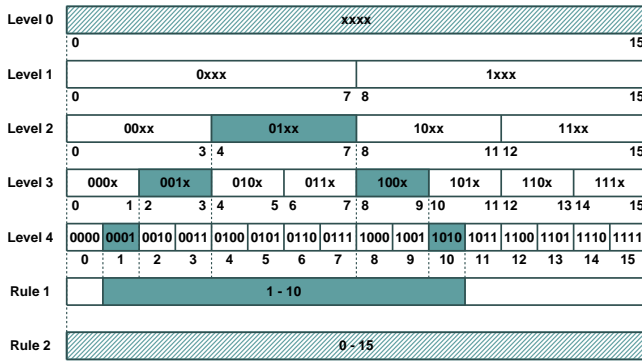 Level 0 xxxx
0 15
Level 1 0xxx 1xxx
0 7 8 15
Level 2 00xx 01xx 10xx 11xx
0 3 4 7 8 11 12 15
Level 3 000x 001x 010x 011x 100x 101x 110x 111x
0 1 2 3 4 5 6 7 8 9 10 11 12 13 14 15
Level 4 0000 0001 0010 0011 0100 0101 0110 0111 1000 1001 1010 1011 1100 1101 1110 1111
0 1 2 3 4 5 6 7 8 9 10 11 12 13 14 15
Rule 1 1 - 10
Rule 2 0 - 15